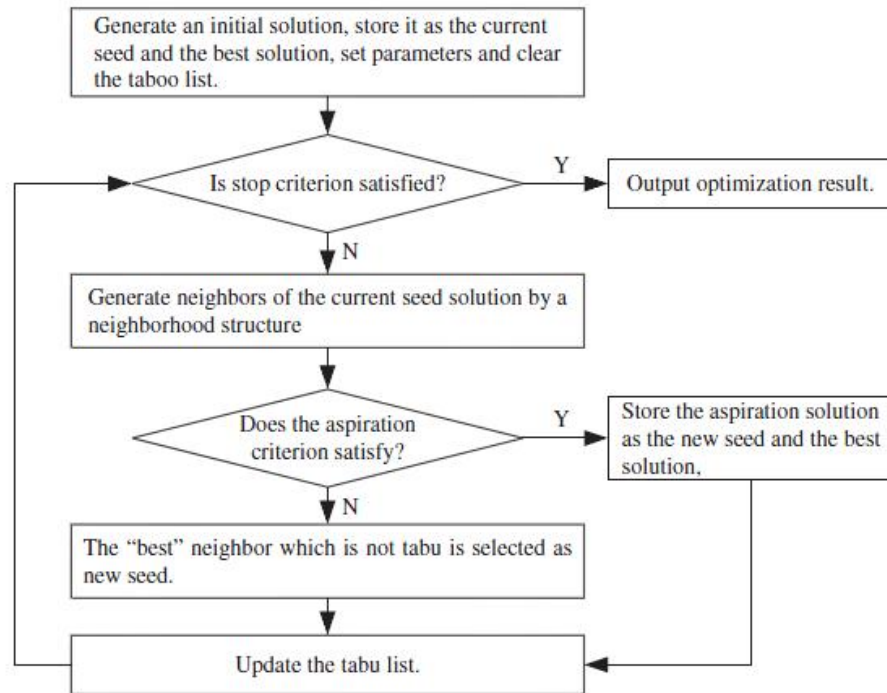 Generate an initial solution, store it as the current
seed and the best solution, set parameters and clear
the taboo list.
Is stop criterion satisfied?
Y
Output optimization result.
N
Generate neighbors of the current seed solution by a
neighborhood structure
Does the aspiration
criterion satisfy?
Y
Store the aspiration solution
as the new seed and the best
solution,
N
The “best” neighbor which is not tabu is selected as
new seed.
Update the tabu list.